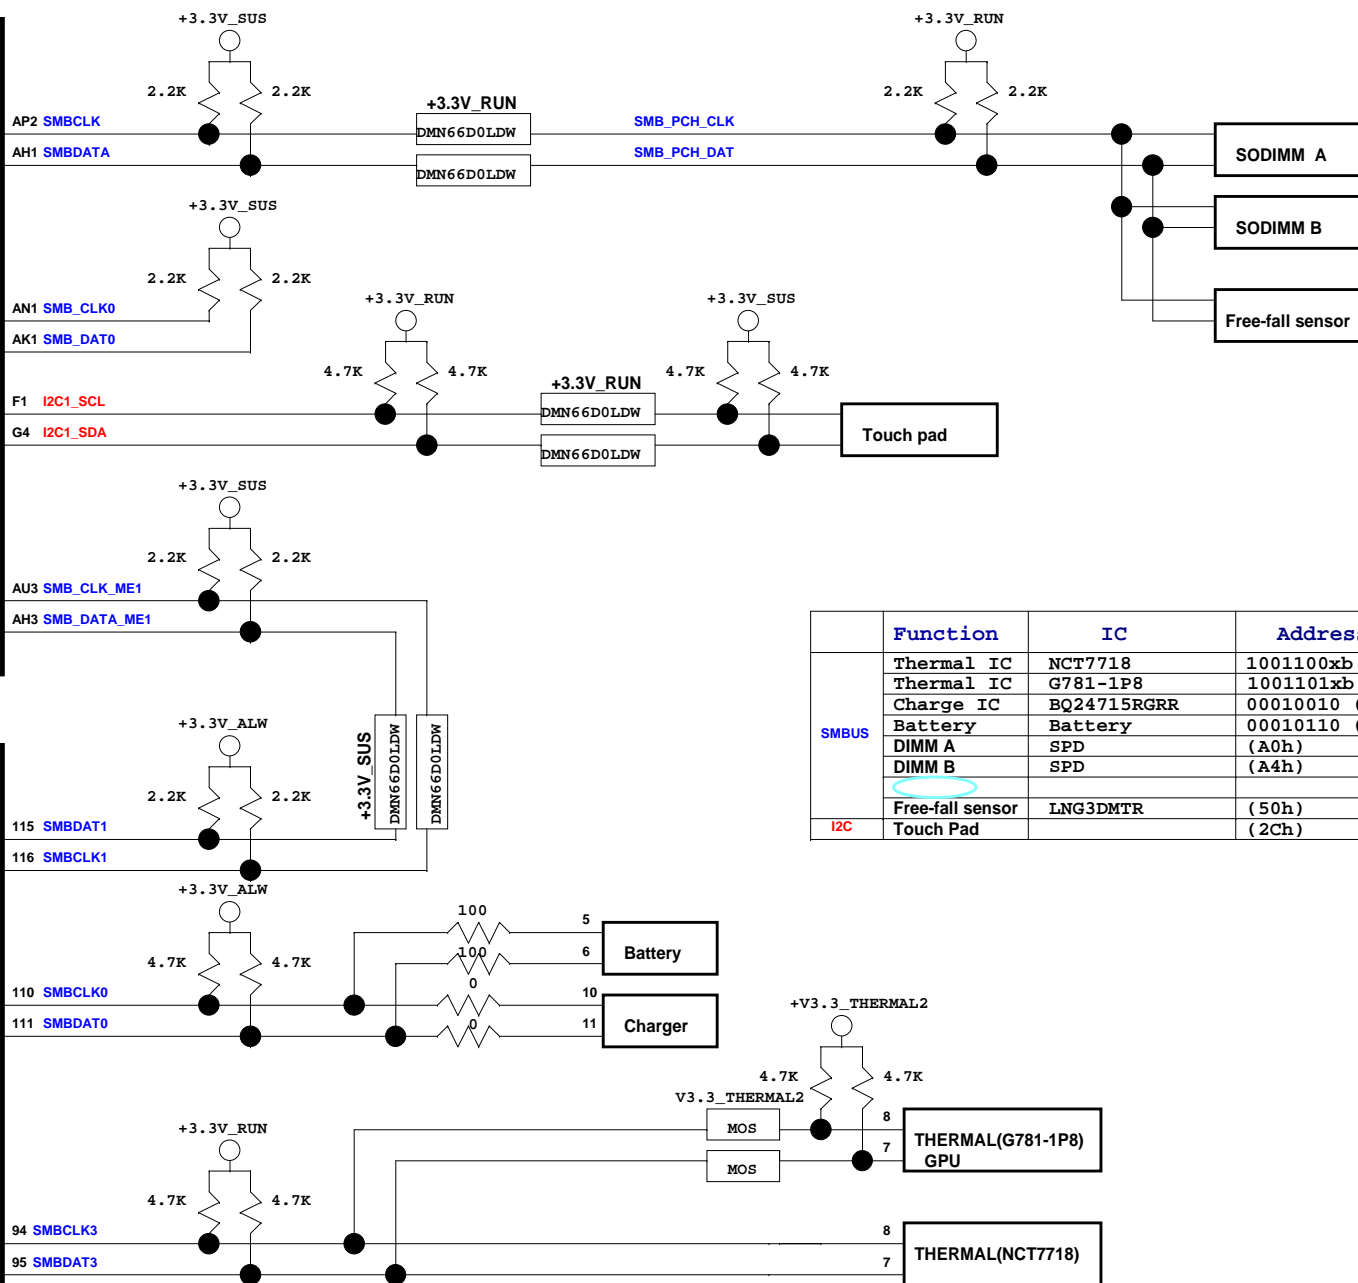 +3.3V_SUS
+3.3V_RUN
2.2K 2.2K
2.2K 2.2K
+3.3V_RUN
AP2 SMBCLK
DMN66D0LDW
SMB_PCH_CLK
AH1 SMBDATA
DMN66D0LDW
SMB_PCH_DAT
SODIMM A
+3.3V_SUS
SODIMM B
2.2K 2.2K
AN1 SMB_CLK0
AK1 SMB_DAT0
Free-fall sensor
+3.3V_RUN
+3.3V_SUS
4.7K 4.7K
4.7K 4.7K
+3.3V_RUN
F1 I2C1_SCL
DMN66D0LDW
G4 I2C1_SDA
DMN66D0LDW
Touch pad
+3.3V_SUS
2.2K 2.2K
AU3 SMB_CLK_ME1
AH3 SMB_DATA_ME1
Function IC Addres
SMBUS
Thermal IC NCT7718 1001100xb
Thermal IC G781-1P8 1001101xb
Charge IC BQ24715RGRR 00010010 (
Battery Battery 00010110 (
DIMM A SPD (A0h)
DIMM B SPD (A4h)
Free-fall sensor LNG3DMTR (50h)
I2C Touch Pad (2Ch)
+3.3V_ALW
+3.3V_SUS
DMN66D0LDW
DMN66D0LDW
2.2K 2.2K
115 SMBDAT1
116 SMBCLK1
+3.3V_ALW
4.7K 4.7K
100 5
100 6
Battery
110 SMBCLK0
0 10
111 SMBDAT0
0 11
Charger
+V3.3_THERMAL2
4.7K 4.7K
V3.3_THERMAL2
MOS 8
MOS 7
THERMAL(G781-1P8)
GPU
+3.3V_RUN
4.7K 4.7K
94 SMBCLK3 8
95 SMBDAT3 7
THERMAL(NCT7718)